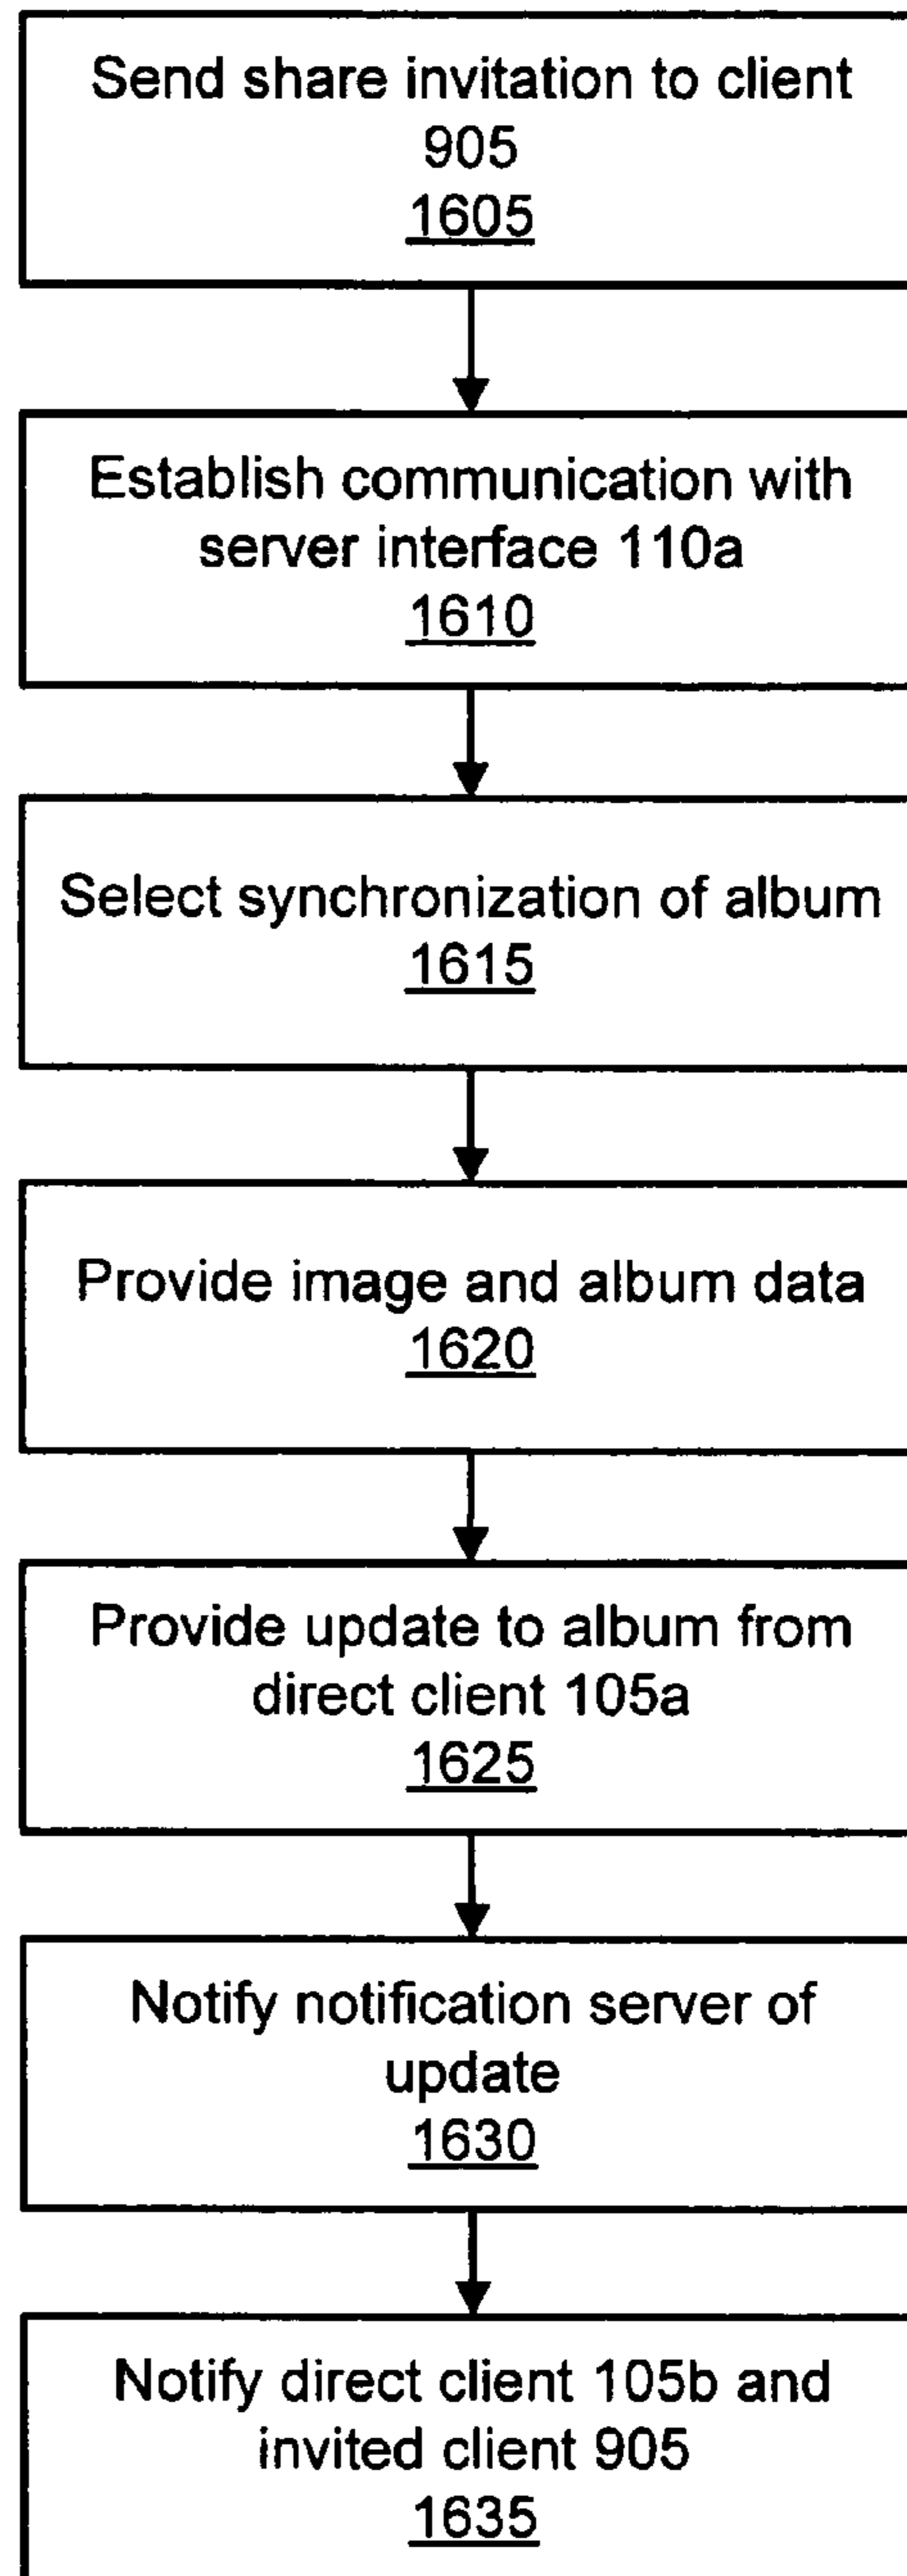 Send share invitation to client
905
1605
Establish communication with
server interface 110a
1610
Select synchronization of album
1615
Provide image and album data
1620
Provide update to album from
direct client 105a
1625
Notify notification server of
update
1630
Notify direct client 105b and
invited client 905
1635